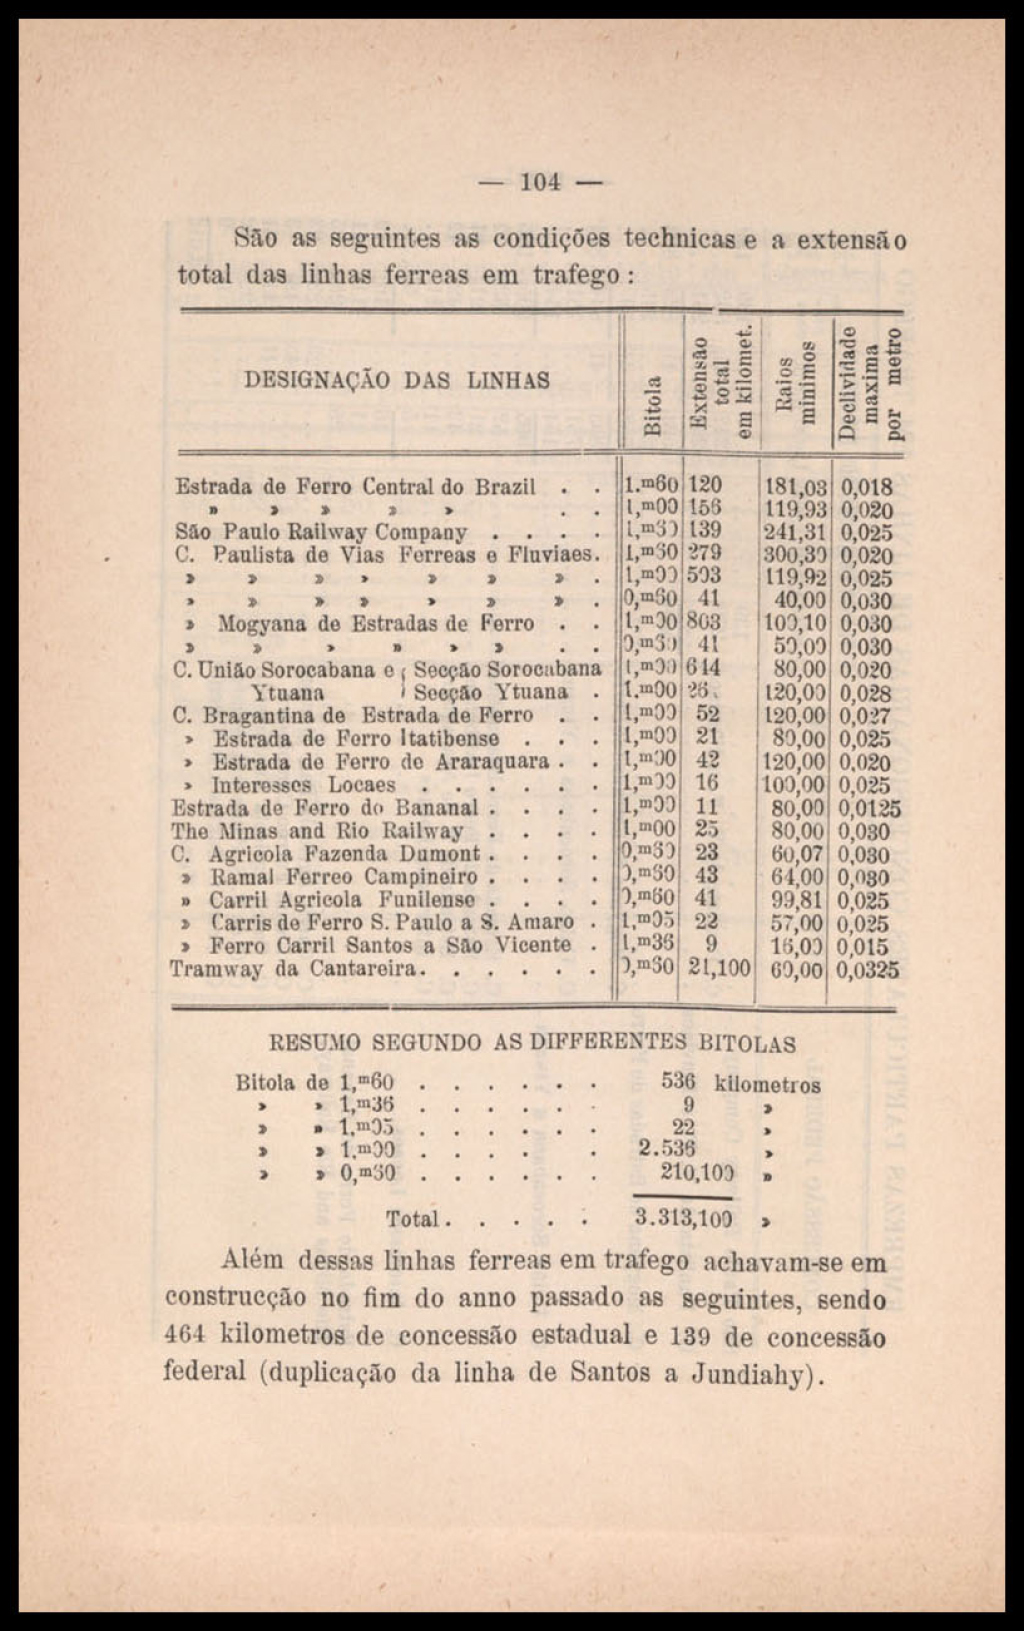 — 104 —
São as seguintes as condições technicas e a extensão
total das linhas ferreas em trafego :
DESIGNAÇÃO DAS LINHAS | Bitola | Extensão total em kilomet. | Raios minimos | Declividade maxima por metro
Estrada de Ferro Central do Brazil . . 1.ᵐ60 120 181,03 0,018
» » » » » . . 1,ᵐ00 156 119,93 0,020
São Paulo Railway Company . . . . 1,ᵐ60 139 241,31 0,025
C. Paulista de Vias Ferreas e Fluviaes. 1,ᵐ60 279 300,30 0,020
» » » » » » » . 1,ᵐ00 503 119,92 0,025
» » » » » » » . 0,ᵐ60 41 40,00 0,030
» Mogyana de Estradas de Ferro . . 1,ᵐ00 803 100,10 0,030
» » » » » » . . 0,ᵐ60 41 50,00 0,030
C. União Sorocabana e { Secção Sorocabana 1,ᵐ00 614 80,00 0,020
Ytuana { Secção Ytuana . 1.ᵐ00 120,00 0,028
C. Bragantina de Estrada de Ferro . . 1,ᵐ00 52 120,00 0,027
» Estrada de Ferro Itatibense . . . 1,ᵐ00 21 80,00 0,025
» Estrada de Ferro de Araraquara . . 1,ᵐ00 42 120,00 0,020
» Interesses Locaes . . . . . . 1,ᵐ00 16 100,00 0,025
Estrada de Ferro do Bananal . . . . 1,ᵐ00 11 80,00 0,0125
The Minas and Rio Railway . . . . 1,ᵐ00 25 80,00 0,030
C. Agricola Fazenda Dumont . . . . 0,ᵐ60 23 60,07 0,030
» Ramal Ferreo Campineiro . . . . 0,ᵐ60 43 64,00 0,030
» Carril Agricola Funilense . . . . 0,ᵐ60 41 99,81 0,025
» Carris de Ferro S. Paulo a S. Amaro . 1,ᵐ05 22 57,00 0,025
» Ferro Carril Santos a São Vicente . 1,ᵐ36 9 16,00 0,015
Tramway da Cantareira . . . . . . 0,ᵐ60 21,100 60,00 0,0325
RESUMO SEGUNDO AS DIFFERENTES BITOLAS
Bitola de 1,ᵐ60 . . . . . . 536 kilometros
» » 1,ᵐ36 . . . . . . 9 »
» » 1,ᵐ05 . . . . . . 22 »
» » 1,ᵐ00 . . . . . 2.536 »
» » 0,ᵐ60 . . . . . . 210,100 »
Total . . . . . 3.313,100 »
Além dessas linhas ferreas em trafego achavam-se em
construcção no fim do anno passado as seguintes, sendo
464 kilometros de concessão estadual e 139 de concessão
federal (duplicação da linha de Santos a Jundiahy).